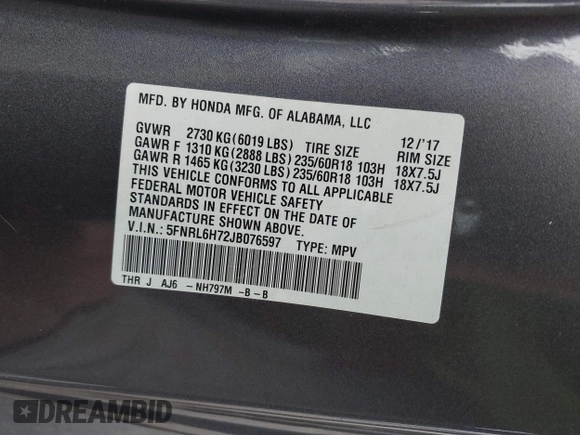 MFD. BY HONDA MFG. OF ALABAMA, LLC
GVWR 2730 KG(6019 LBS) TIRE SIZE 12/'17 RIM SIZE
GAWR F 1310 KG(2888 LBS)235/60R18 103H 18X7.5J
GAWR R 1465 KG(3230 LBS)235/60R18 103H 18X7.5J
THIS VEHICLE CONFORMS TO ALL APPLICABLE
FEDERAL MOTOR VEHICLE SAFETY
STANDARDS IN EFFECT ON THE DATE OF
MANUFACTURE SHOWN ABOVE.
V.I.N.: 5FNRL6H72JB076597 TYPE: MPV
THR J AJ6 - NH797M -B - B
DREAMBID